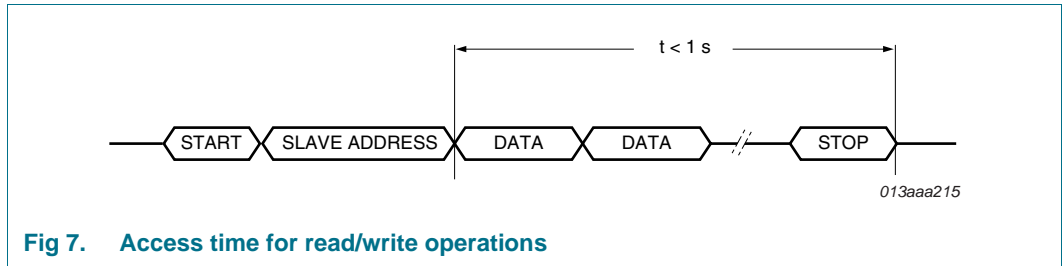 t < 1 s
START SLAVE ADDRESS DATA DATA STOP
013aaa215
Fig 7. Access time for read/write operations